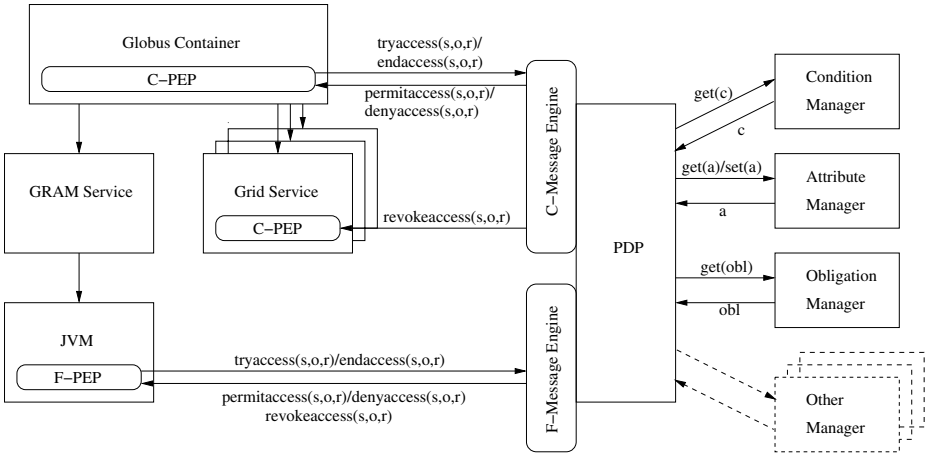 Globus Container
C-PEP
tryaccess(s,o,r)/
endaccess(s,o,r)
permitaccess(s,o,r)/
denyaccess(s,o,r)
C-Message Engine
GRAM Service
Grid Service
C-PEP
revokeaccess(s,o,r)
JVM
F-PEP
tryaccess(s,o,r)/endaccess(s,o,r)
permitaccess(s,o,r)/denyaccess(s,o,r)
revokeaccess(s,o,r)
F-Message Engine
PDP
get(c)
c
Condition
Manager
get(a)/set(a)
a
Attribute
Manager
get(obl)
obl
Obligation
Manager
Other
Manager